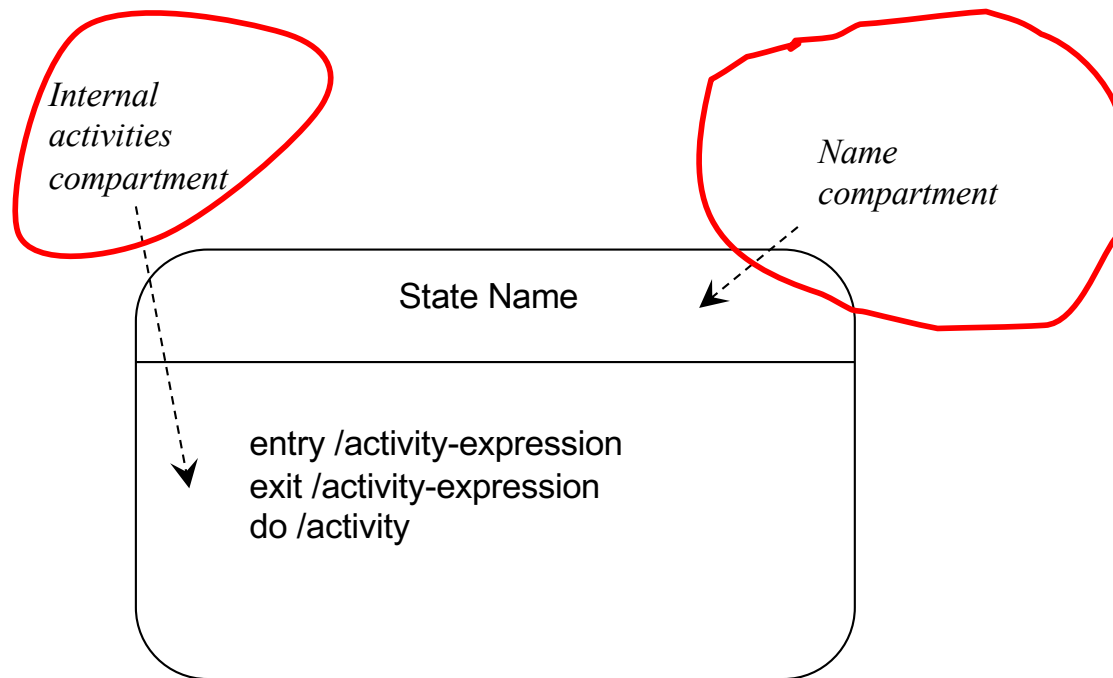 Internal
activities
compartment
Name
compartment
State Name
entry /activity-expression
exit /activity-expression
do /activity